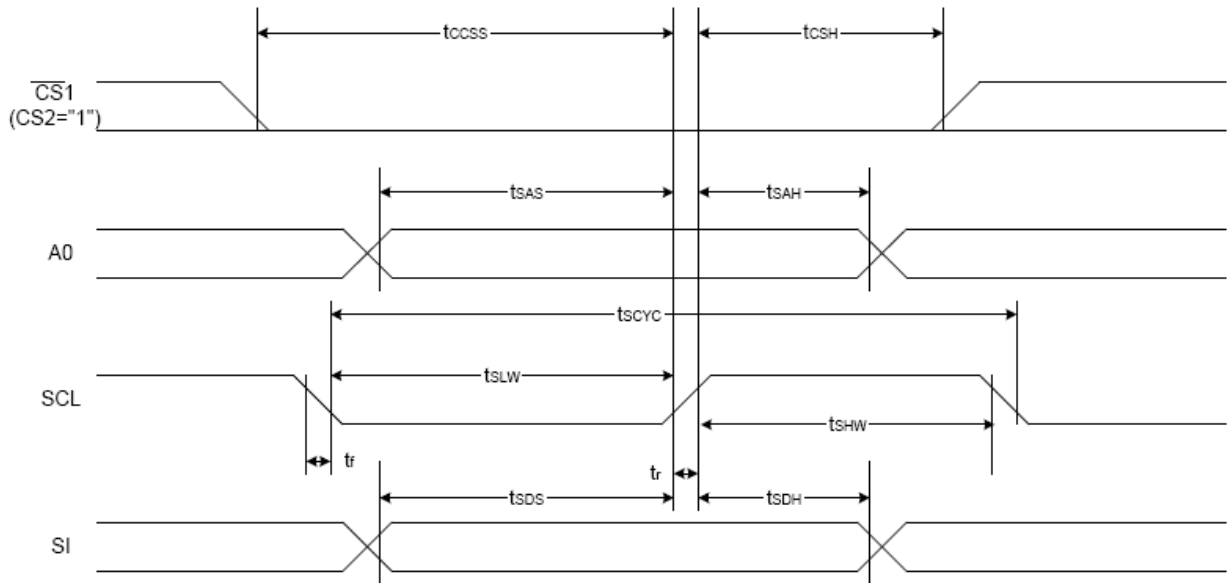 tCCSS
tCSH
CS1
(CS2="1")
tSAS
tSAH
A0
tSCYC
tSLW
SCL
tSHW
tf
tr
tSDS
tSDH
SI